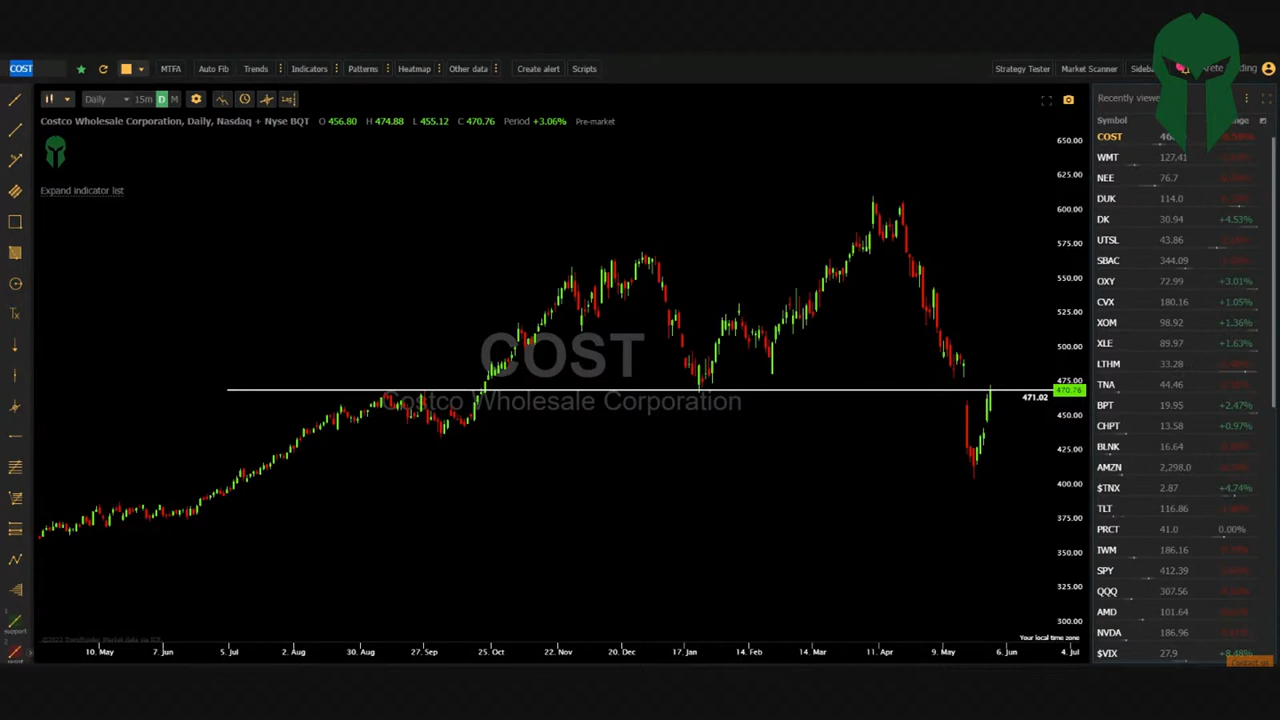 COST
MTFA
Auto Fib
Trends
Indicators
Patterns
Heatmap
Other data
Create alert
Scripts
Strategy Tester
Market Scanner
Daily
15m
D
M
Recently viewed
Costco Wholesale Corporation, Daily, Nasdaq + Nyse BQT O 456.80 H 474.88 L 455.12 C 470.76 Period +3.06% Pre-market
Expand indicator list
Symbol
COST
WMT 127.41
NEE 76.7
DUK 114.0
DK 30.94 +4.53%
UTSL 43.86
SBAC 344.09
OXY 72.99 +3.01%
CVX 180.16 +1.05%
XOM 98.92 +1.36%
XLE 89.97 +1.63%
LTHM 33.28
TNA 44.46
BPT 19.95 +2.47%
CHPT 13.58 +0.97%
BLNK 16.64
AMZN 2,298.0
$TNX 2.87 +4.74%
TLT 116.86
PRCT 41.0 0.00%
IWM 186.16
SPY 412.39
QQQ 307.56
AMD 101.64
NVDA 186.96
$VIX 27.9 +8.48%
Contact us
650.00
625.00
600.00
575.00
550.00
525.00
500.00
475.00
470.76
471.02
450.00
425.00
400.00
375.00
350.00
325.00
300.00
COST
Costco Wholesale Corporation
Your local time zone
10. May
7. Jun
5. Jul
2. Aug
30. Aug
27. Sep
25. Oct
22. Nov
20. Dec
17. Jan
14. Feb
14. Mar
11. Apr
9. May
6. Jun
4. Jul
support